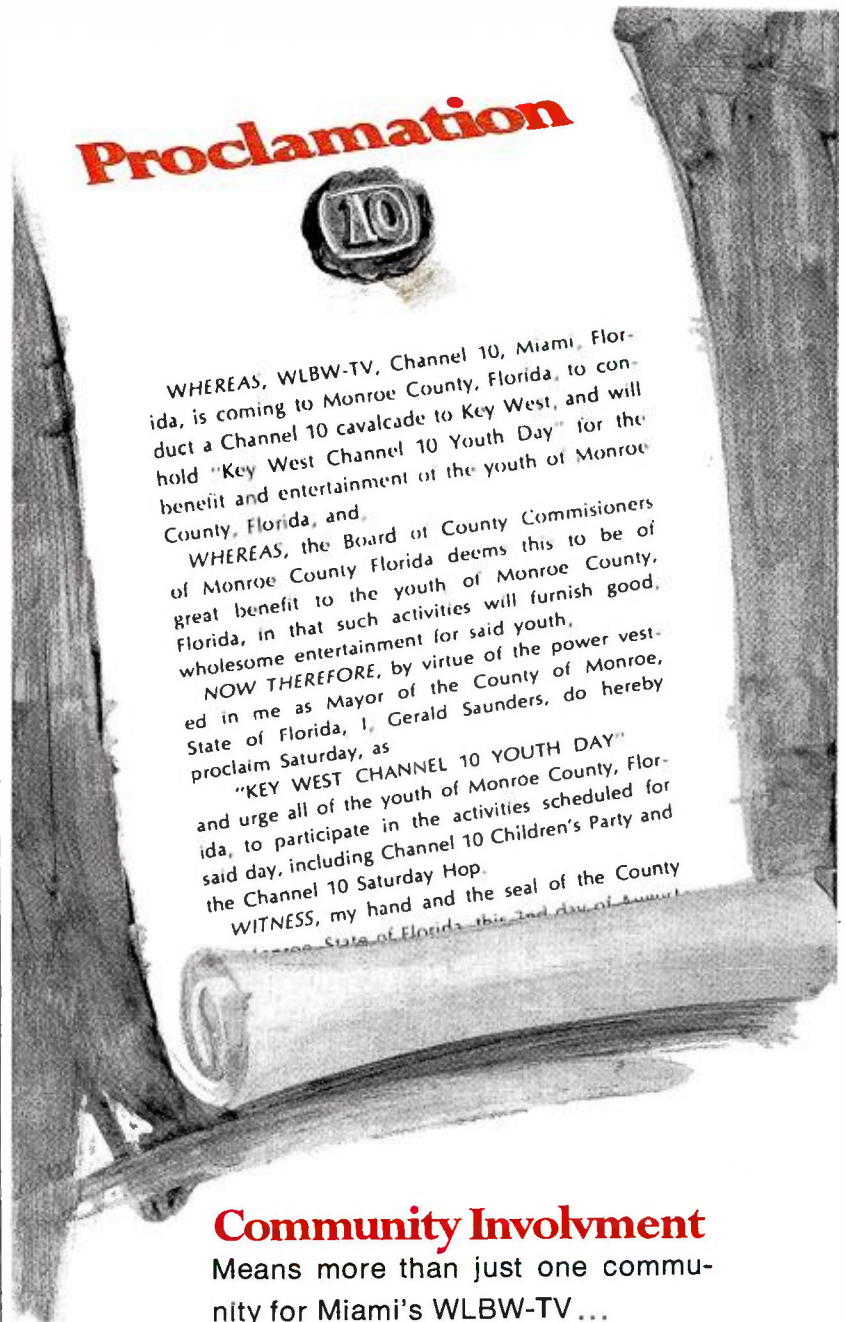 Proclamation
10
WHEREAS, WLBW-TV, Channel 10, Miami, Flor-
ida, is coming to Monroe County, Florida, to con-
duct a Channel 10 cavalcade to Key West, and will
hold "Key West Channel 10 Youth Day" for the
benefit and entertainment of the youth of Monroe
County, Florida, and,
WHEREAS, the Board of County Commisioners
of Monroe County Florida deems this to be of
great benefit to the youth of Monroe County,
Florida, in that such activities will furnish good,
wholesome entertainment for said youth,
NOW THEREFORE, by virtue of the power vest-
ed in me as Mayor of the County of Monroe,
State of Florida, I, Gerald Saunders, do hereby
proclaim Saturday, as
"KEY WEST CHANNEL 10 YOUTH DAY"
and urge all of the youth of Monroe County, Flor-
ida, to participate in the activities scheduled for
said day, including Channel 10 Children's Party and
the Channel 10 Saturday Hop.
WITNESS, my hand and the seal of the County
State of Florida, this 2nd day of August
Community Involvment
Means more than just one commu-
nity for Miami's WLBW-TV...